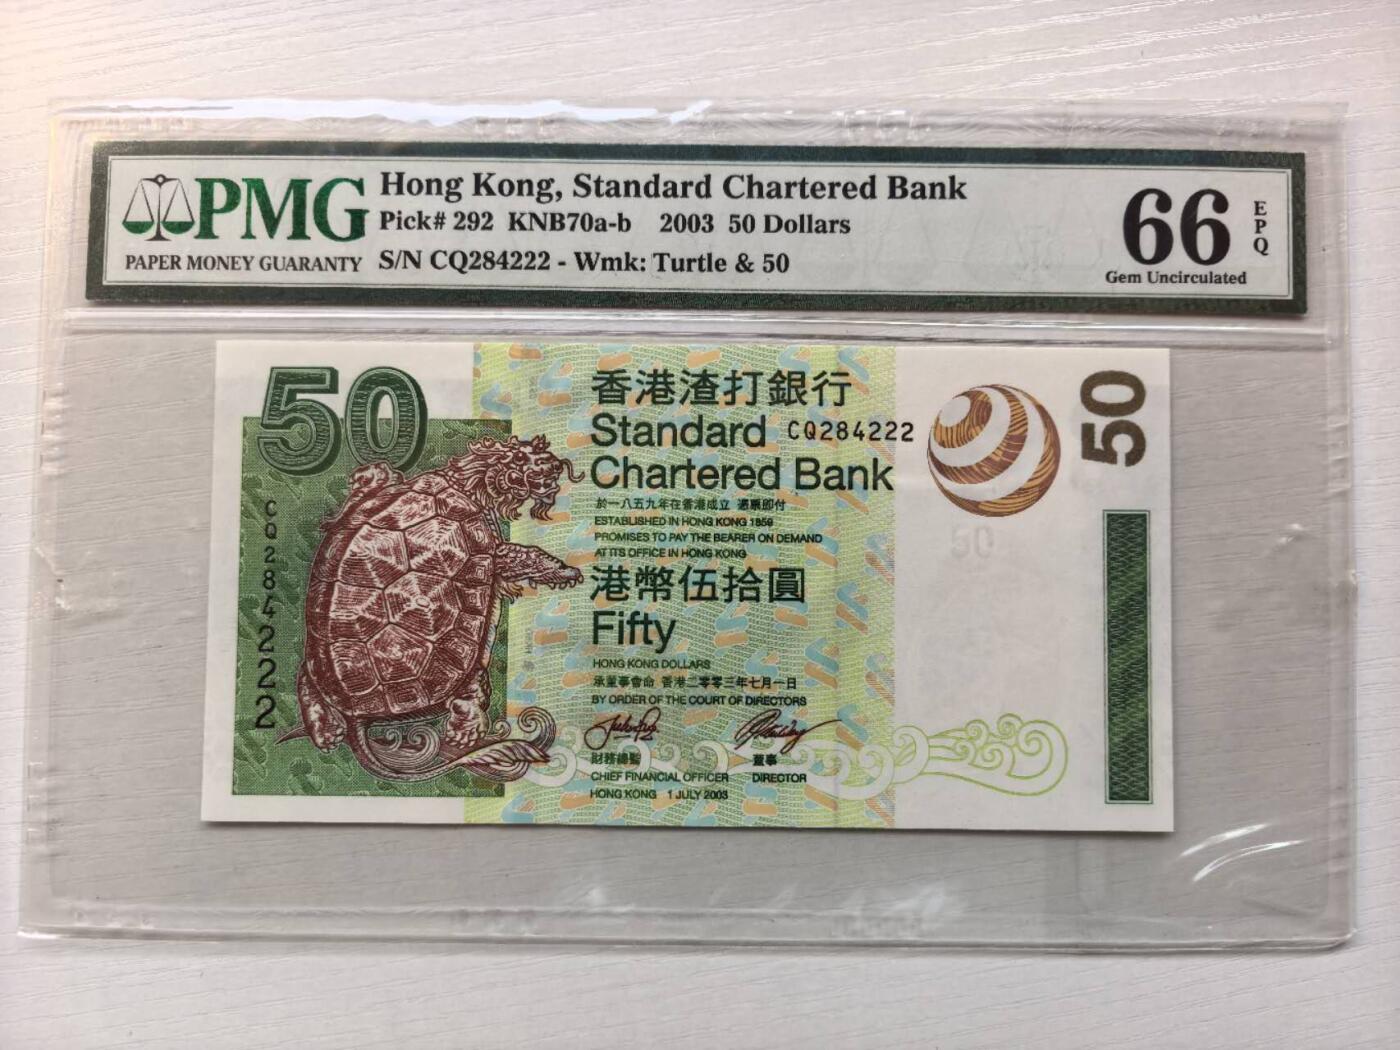 PMG
PAPER MONEY GUARANTY
Hong Kong, Standard Chartered Bank
Pick# 292 KNB70a-b 2003 50 Dollars
S/N CQ284222 - Wmk: Turtle & 50
66
EPQ
Gem Uncirculated
50
CQ284222
香港渣打銀行
Standard CQ284222
Chartered Bank
於一八五九年在香港成立 憑票即付
ESTABLISHED IN HONG KONG 1859
PROMISES TO PAY THE BEARER ON DEMAND
AT ITS OFFICE IN HONG KONG
港幣伍拾圓
Fifty
HONG KONG DOLLARS
承董事會命 香港二零零三年七月一日
BY ORDER OF THE COURT OF DIRECTORS
財務總監 董事
CHIEF FINANCIAL OFFICER DIRECTOR
HONG KONG 1 JULY 2003
50
50